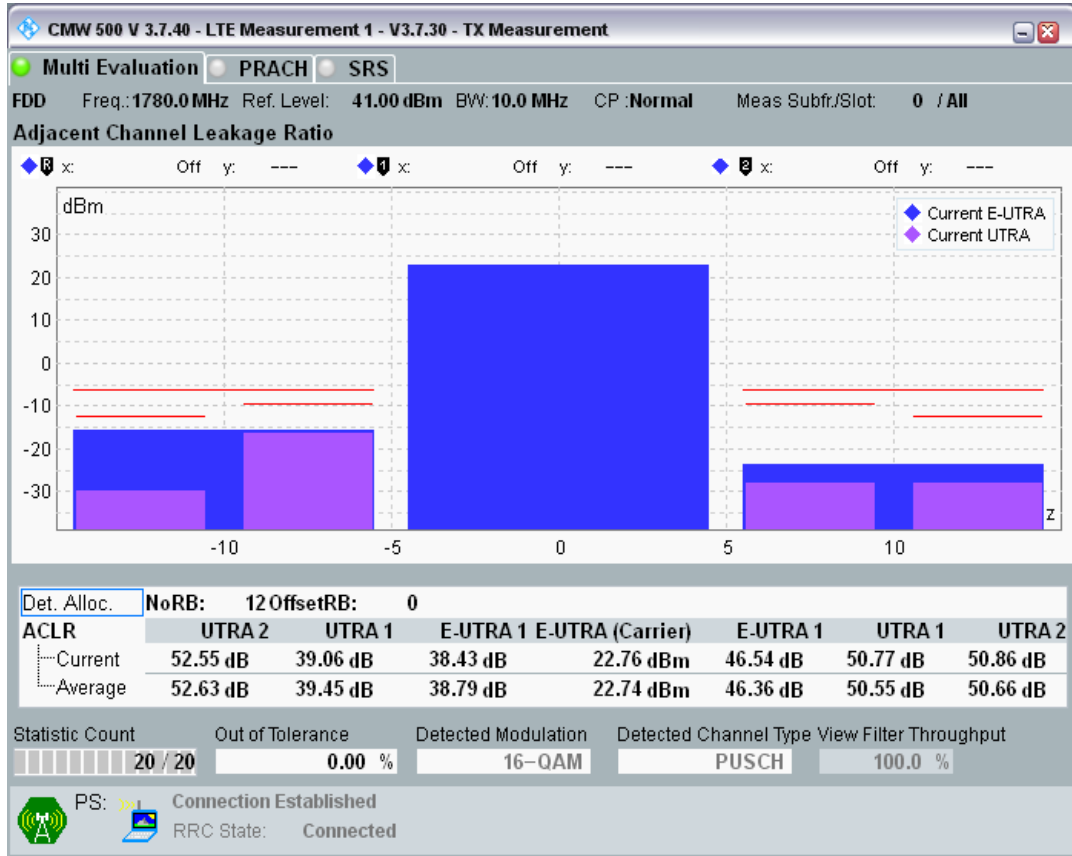 CMW 500 V 3.7.40 - LTE Measurement 1 - V3.7.30 - TX Measurement
Multi Evaluation PRACH SRS
FDD Freq.: 1780.0 MHz Ref. Level: 41.00 dBm BW: 10.0 MHz CP : Normal Meas Subfr./Slot: 0 / All
Adjacent Channel Leakage Ratio
R x: Off y: --- 1 x: Off y: --- 2 x: Off y: ---
dBm
Current E-UTRA
Current UTRA
30
20
10
0
-10
-20
-30
z
-10 -5 0 5 10
Det. Alloc. NoRB: 12 OffsetRB: 0
ACLR UTRA 2 UTRA 1 E-UTRA 1 E-UTRA (Carrier) E-UTRA 1 UTRA 1 UTRA 2
Current 52.55 dB 39.06 dB 38.43 dB 22.76 dBm 46.54 dB 50.77 dB 50.86 dB
Average 52.63 dB 39.45 dB 38.79 dB 22.74 dBm 46.36 dB 50.55 dB 50.66 dB
Statistic Count Out of Tolerance Detected Modulation Detected Channel Type View Filter Throughput
20 / 20 0.00 % 16-QAM PUSCH 100.0 %
PS: Connection Established
RRC State: Connected